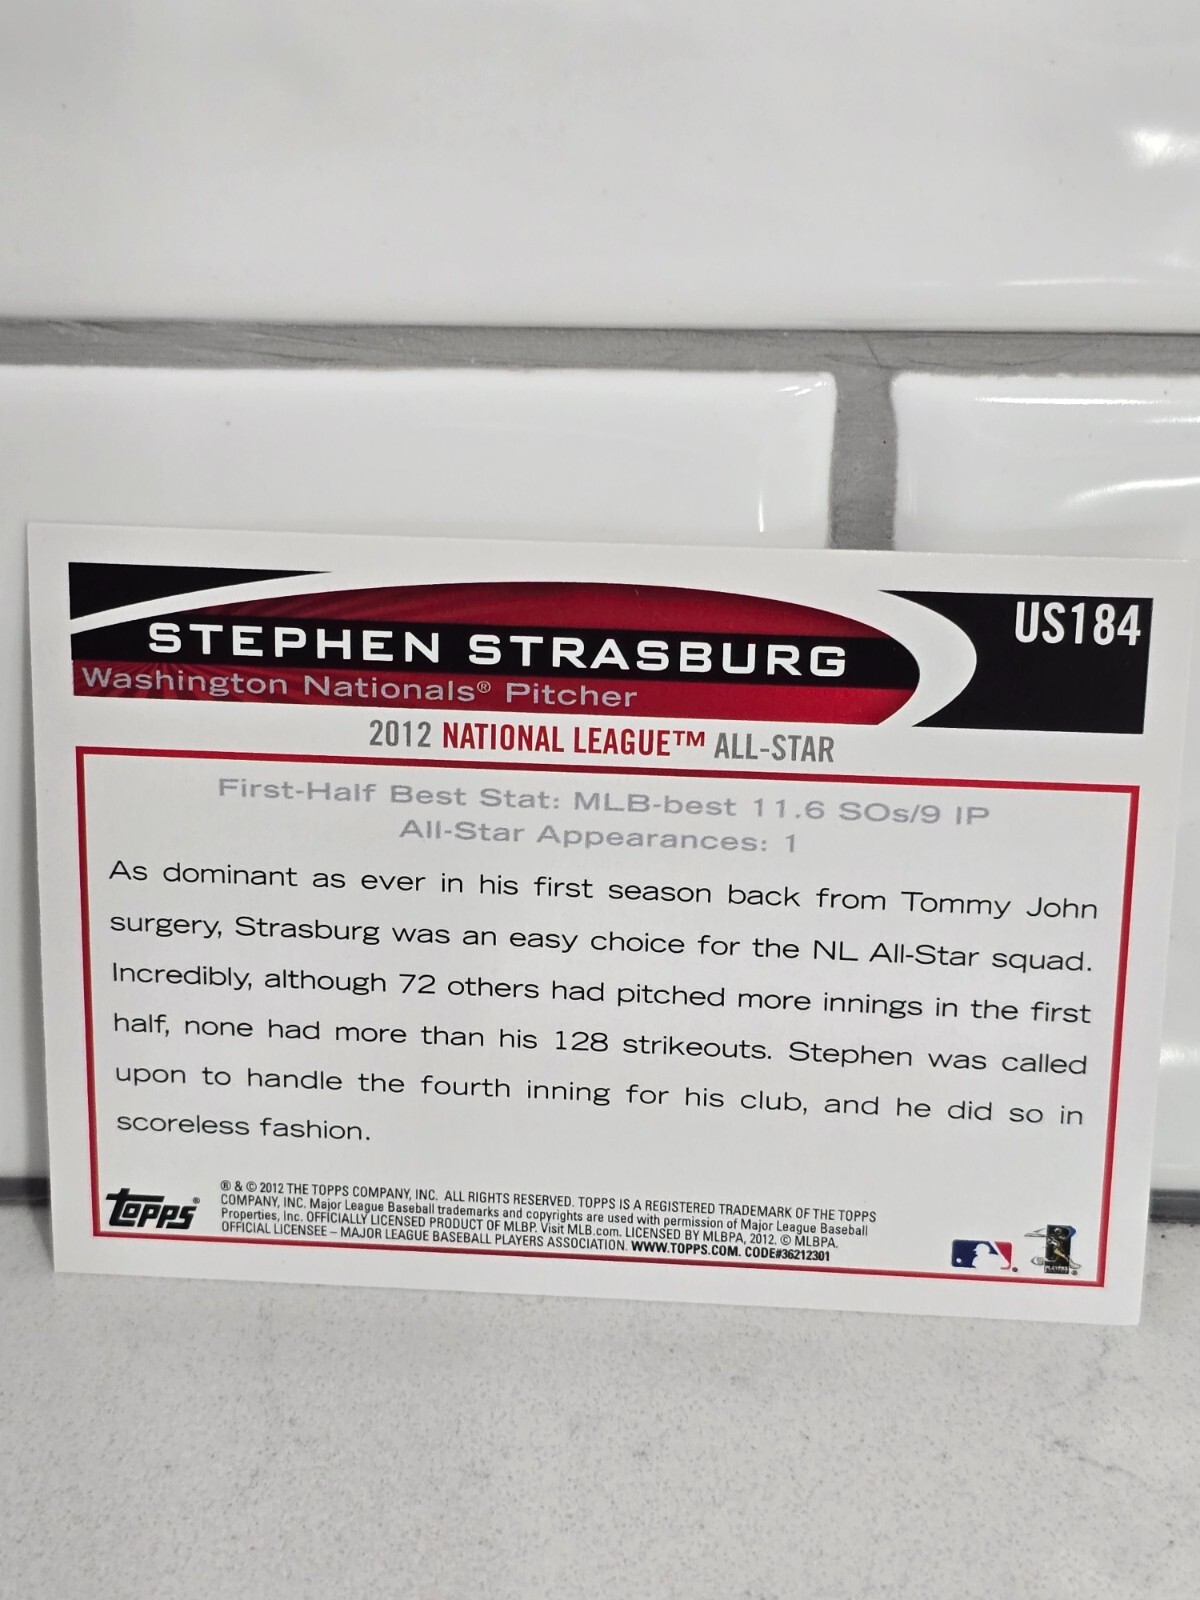 US184
STEPHEN STRASBURG
Washington Nationals® Pitcher
2012 NATIONAL LEAGUE™ ALL-STAR
First-Half Best Stat: MLB-best 11.6 SOs/9 IP
All-Star Appearances: 1
As dominant as ever in his first season back from Tommy John
surgery, Strasburg was an easy choice for the NL All-Star squad.
Incredibly, although 72 others had pitched more innings in the first
half, none had more than his 128 strikeouts. Stephen was called
upon to handle the fourth inning for his club, and he did so in
scoreless fashion.
topps®
® & © 2012 THE TOPPS COMPANY, INC. ALL RIGHTS RESERVED. TOPPS IS A REGISTERED TRADEMARK OF THE TOPPS
COMPANY, INC. Major League Baseball trademarks and copyrights are used with permission of Major League Baseball
Properties, Inc. OFFICIALLY LICENSED PRODUCT OF MLBP. Visit MLB.com. LICENSED BY MLBPA, 2012. © MLBPA.
OFFICIAL LICENSEE – MAJOR LEAGUE BASEBALL PLAYERS ASSOCIATION. WWW.TOPPS.COM. CODE#36212301
PLAYERS